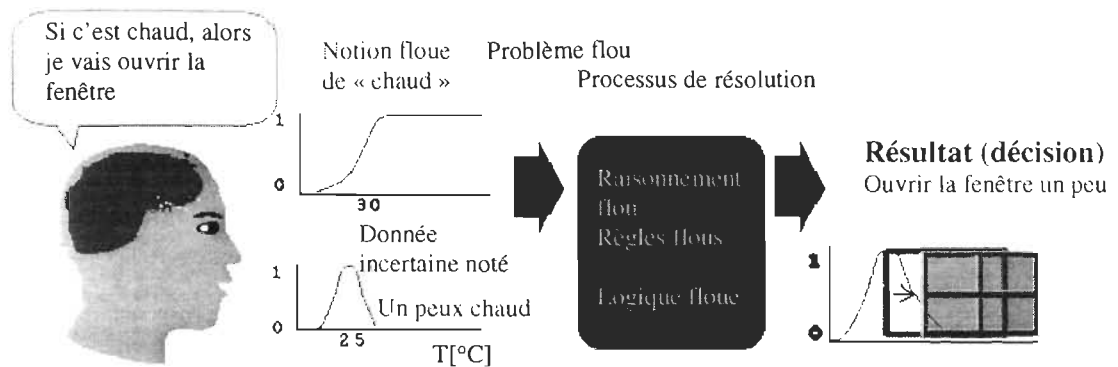 Si c'est chaud, alors
je vais ouvrir la
fenêtre
Notion floue
de « chaud »
Problème flou
Processus de résolution
1
0
30
Donnée
incertaine noté
1
Un peux chaud
0
25
T[°C]
Raisonnement
flou
Règles flous
Logique floue
Résultat (décision)
Ouvrir la fenêtre un peu
1
0